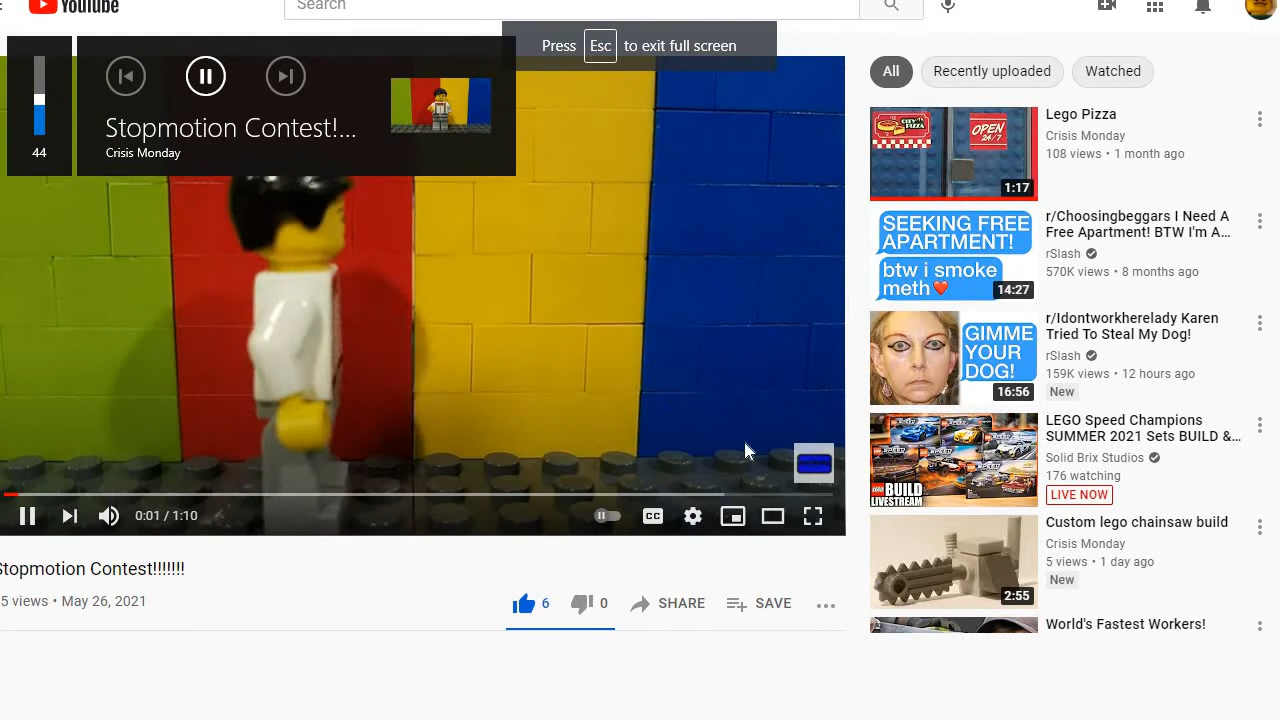 YouTube
Search
Press Esc to exit full screen
44
Stopmotion Contest!...
Crisis Monday
0:01 / 1:10
CC
Stopmotion Contest!!!!!!!
5 views • May 26, 2021
6
0
SHARE
SAVE
All
Recently uploaded
Watched
CITY PIZZA
OPEN
24/7
1:17
Lego Pizza
Crisis Monday
108 views • 1 month ago
SEEKING FREE
APARTMENT!
btw i smoke
meth❤️
14:27
r/Choosingbeggars I Need A
Free Apartment! BTW I'm A...
rSlash
570K views • 8 months ago
GIMME
YOUR
DOG!
16:56
r/Idontworkherelady Karen
Tried To Steal My Dog!
rSlash
159K views • 12 hours ago
New
SPEED
LEGO
BUILD
LIVESTREAM
LEGO Speed Champions
SUMMER 2021 Sets BUILD &...
Solid Brix Studios
176 watching
LIVE NOW
2:55
Custom lego chainsaw build
Crisis Monday
5 views • 1 day ago
New
World's Fastest Workers!